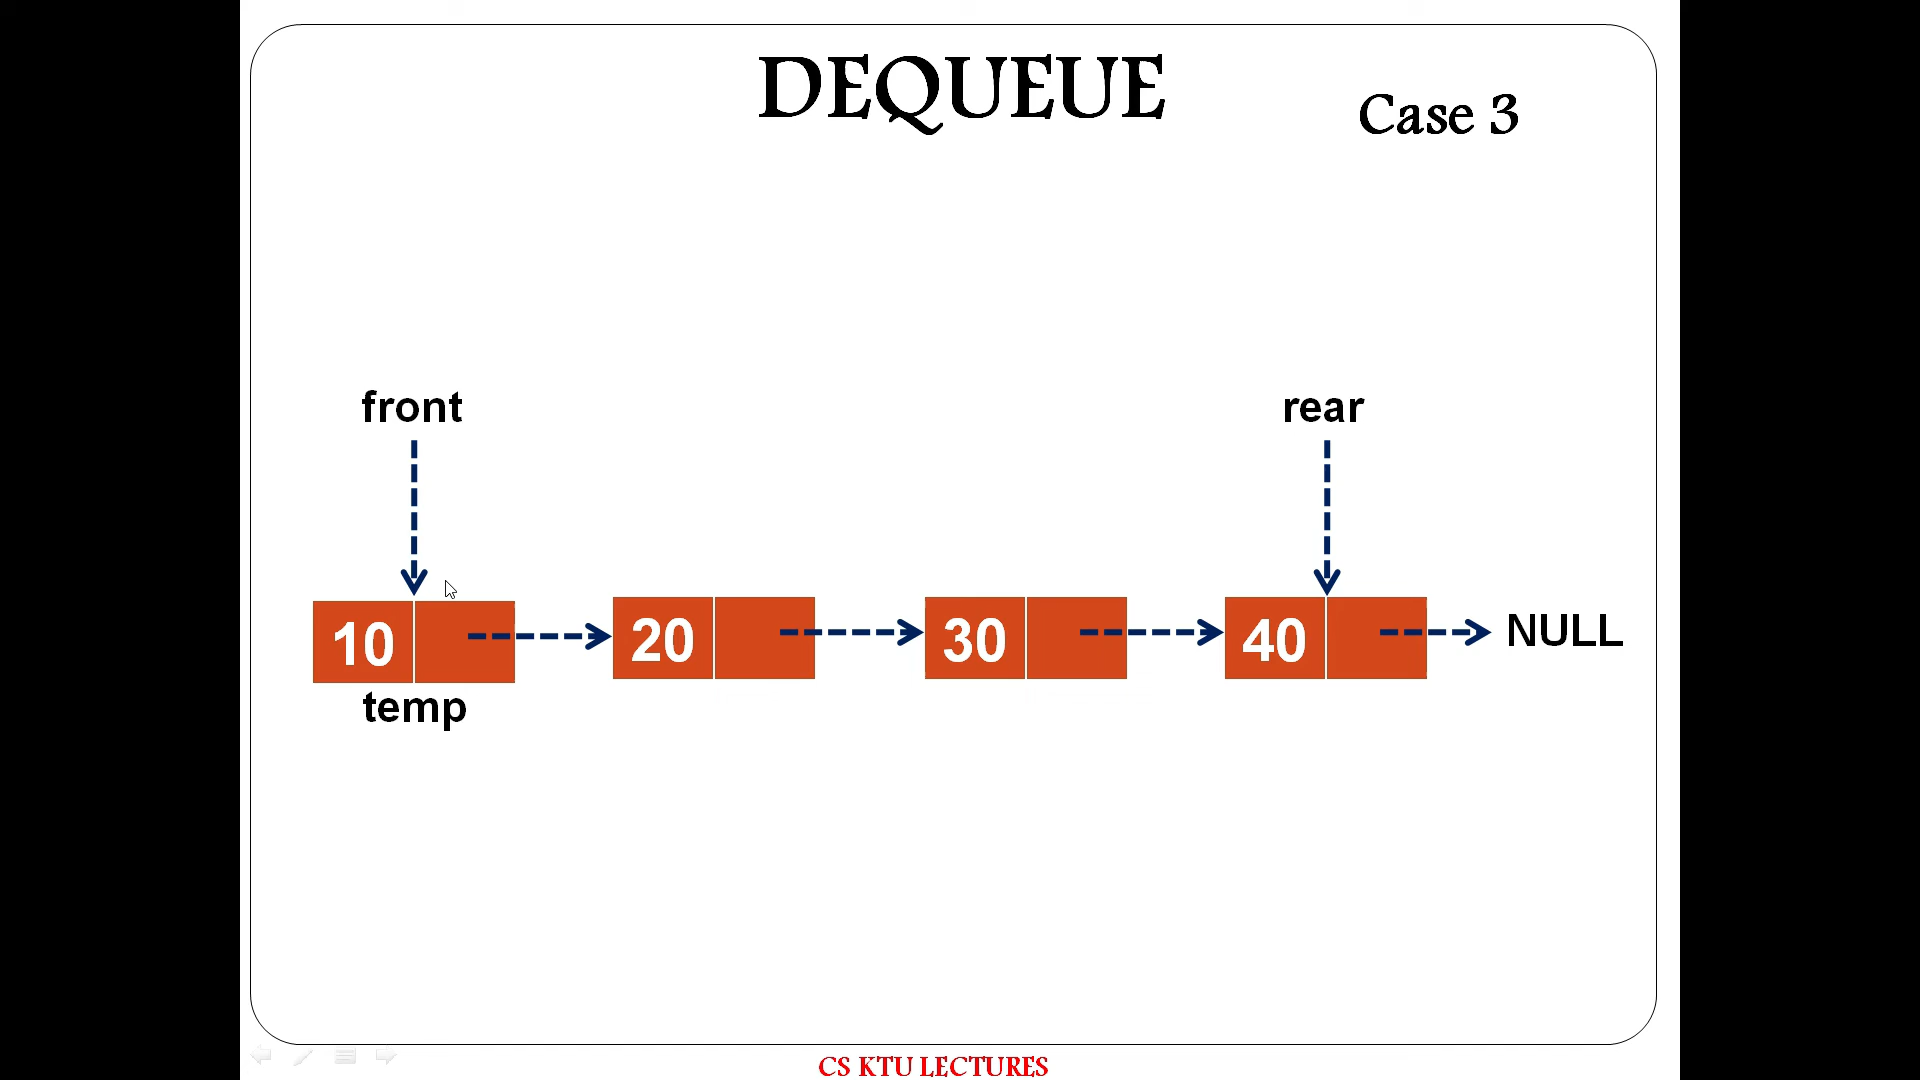 DEQUEUE
Case 3
front
rear
10
20
30
40
NULL
temp
CS KTU LECTURES